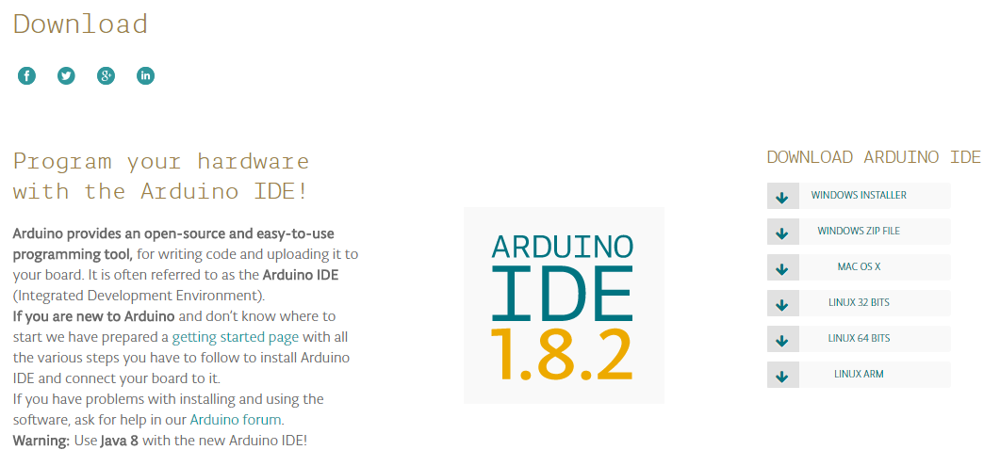 Download
Program your hardware
with the Arduino IDE!
Arduino provides an open-source and easy-to-use
programming tool, for writing code and uploading it to
your board. It is often referred to as the Arduino IDE
(Integrated Development Environment).
If you are new to Arduino and don’t know where to
start we have prepared a getting started page with all
the various steps you have to follow to install Arduino
IDE and connect your board to it.
If you have problems with installing and using the
software, ask for help in our Arduino forum.
Warning: Use Java 8 with the new Arduino IDE!
ARDUINO
IDE
1.8.2
DOWNLOAD ARDUINO IDE
WINDOWS INSTALLER
WINDOWS ZIP FILE
MAC OS X
LINUX 32 BITS
LINUX 64 BITS
LINUX ARM